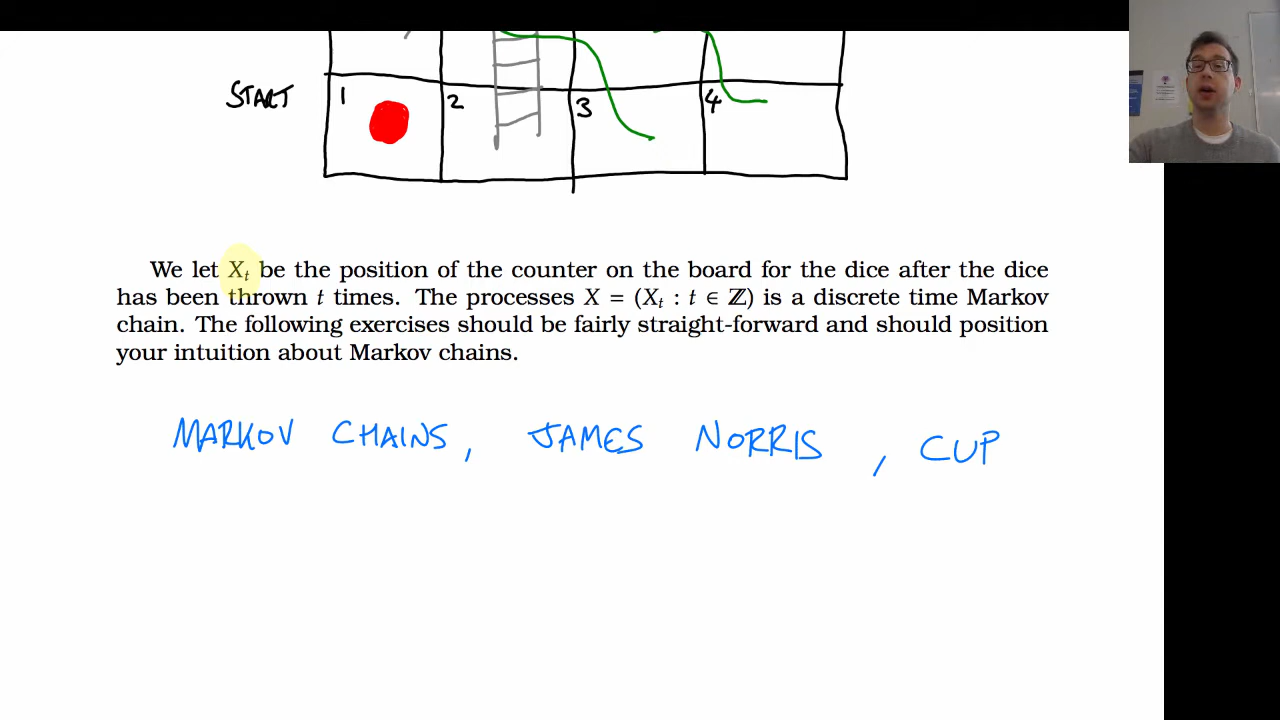 START 1 2 3 4
We let Xₜ be the position of the counter on the board for the dice after the dice
has been thrown t times. The processes X = (Xₜ : t ∈ ℤ) is a discrete time Markov
chain. The following exercises should be fairly straight-forward and should position
your intuition about Markov chains.
MARKOV CHAINS, JAMES NORRIS, CUP